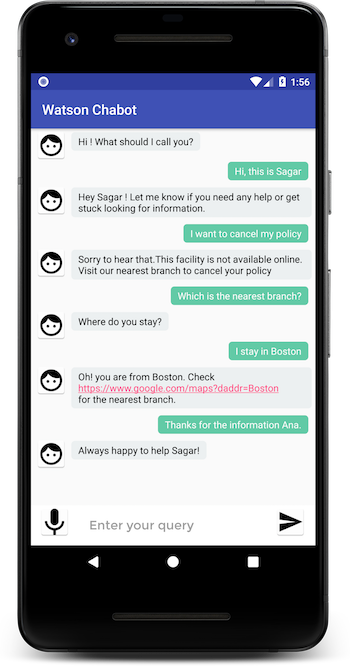 1:56
Watson Chabot
Hi ! What should I call you?
Hi, this is Sagar
Hey Sagar ! Let me know if you need any help or get
stuck looking for information.
I want to cancel my policy
Sorry to hear that.This facility is not available online.
Visit our nearest branch to cancel your policy
Which is the nearest branch?
Where do you stay?
I stay in Boston
Oh! you are from Boston. Check
https://www.google.com/maps?daddr=Boston
for the nearest branch.
Thanks for the information Ana.
Always happy to help Sagar!
Enter your query